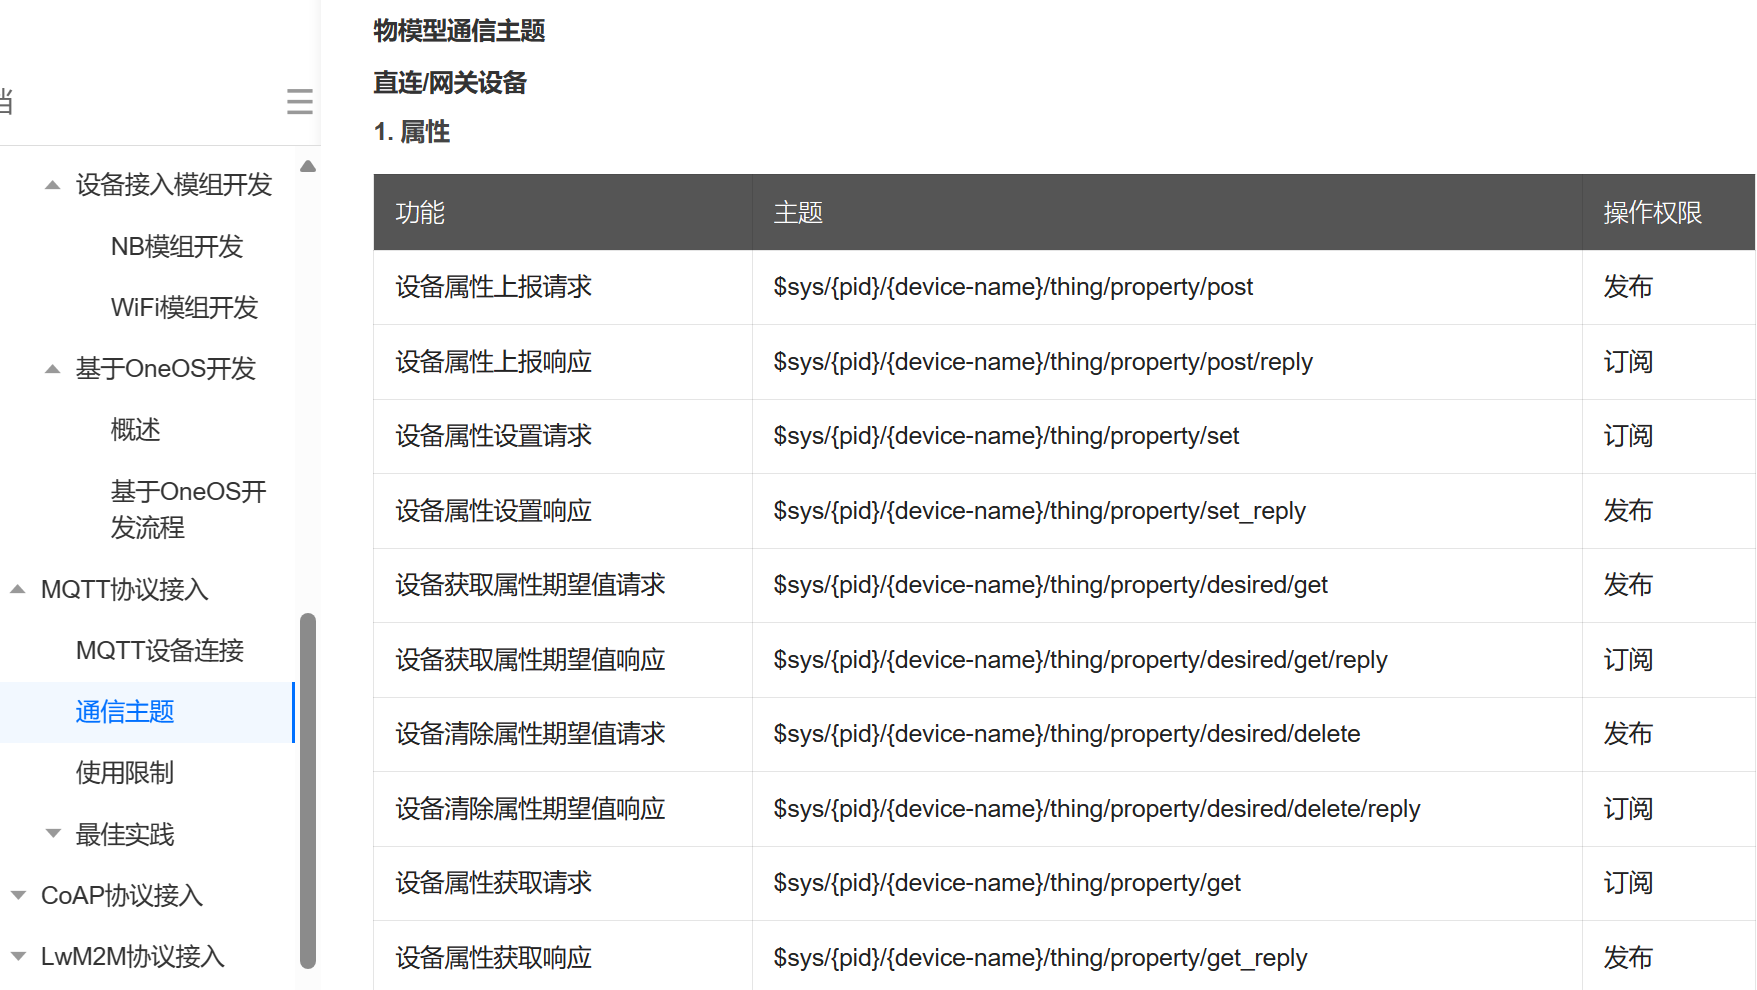 档
设备接入模组开发
NB模组开发
WiFi模组开发
基于OneOS开发
概述
基于OneOS开
发流程
MQTT协议接入
MQTT设备连接
通信主题
使用限制
最佳实践
CoAP协议接入
LwM2M协议接入
物模型通信主题
直连/网关设备
1. 属性
功能 主题 操作权限
设备属性上报请求 $sys/{pid}/{device-name}/thing/property/post 发布
设备属性上报响应 $sys/{pid}/{device-name}/thing/property/post/reply 订阅
设备属性设置请求 $sys/{pid}/{device-name}/thing/property/set 订阅
设备属性设置响应 $sys/{pid}/{device-name}/thing/property/set_reply 发布
设备获取属性期望值请求 $sys/{pid}/{device-name}/thing/property/desired/get 发布
设备获取属性期望值响应 $sys/{pid}/{device-name}/thing/property/desired/get/reply 订阅
设备清除属性期望值请求 $sys/{pid}/{device-name}/thing/property/desired/delete 发布
设备清除属性期望值响应 $sys/{pid}/{device-name}/thing/property/desired/delete/reply 订阅
设备属性获取请求 $sys/{pid}/{device-name}/thing/property/get 订阅
设备属性获取响应 $sys/{pid}/{device-name}/thing/property/get_reply 发布